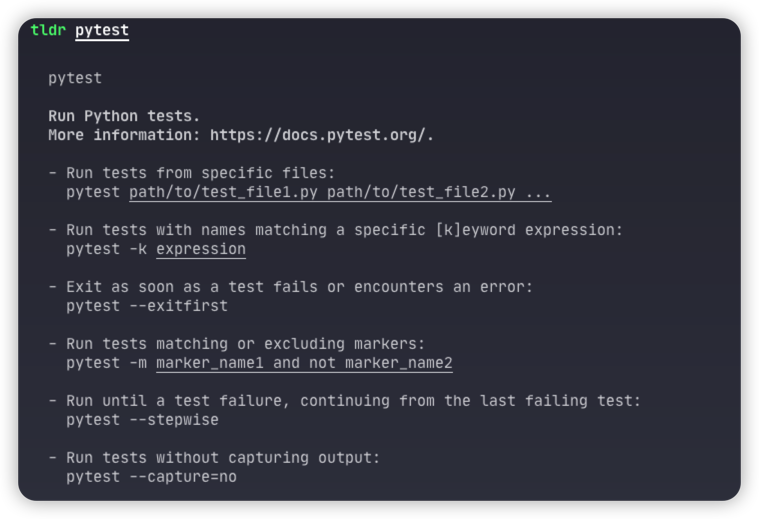 tldr pytest
pytest
Run Python tests.
More information: https://docs.pytest.org/.
- Run tests from specific files:
pytest path/to/test_file1.py path/to/test_file2.py ...
- Run tests with names matching a specific [k]eyword expression:
pytest -k expression
- Exit as soon as a test fails or encounters an error:
pytest --exitfirst
- Run tests matching or excluding markers:
pytest -m marker_name1 and not marker_name2
- Run until a test failure, continuing from the last failing test:
pytest --stepwise
- Run tests without capturing output:
pytest --capture=no